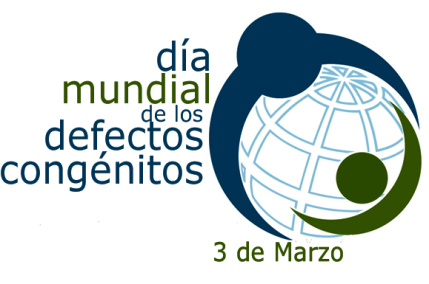 día
mundial
de los
defectos
congénitos
3 de Marzo